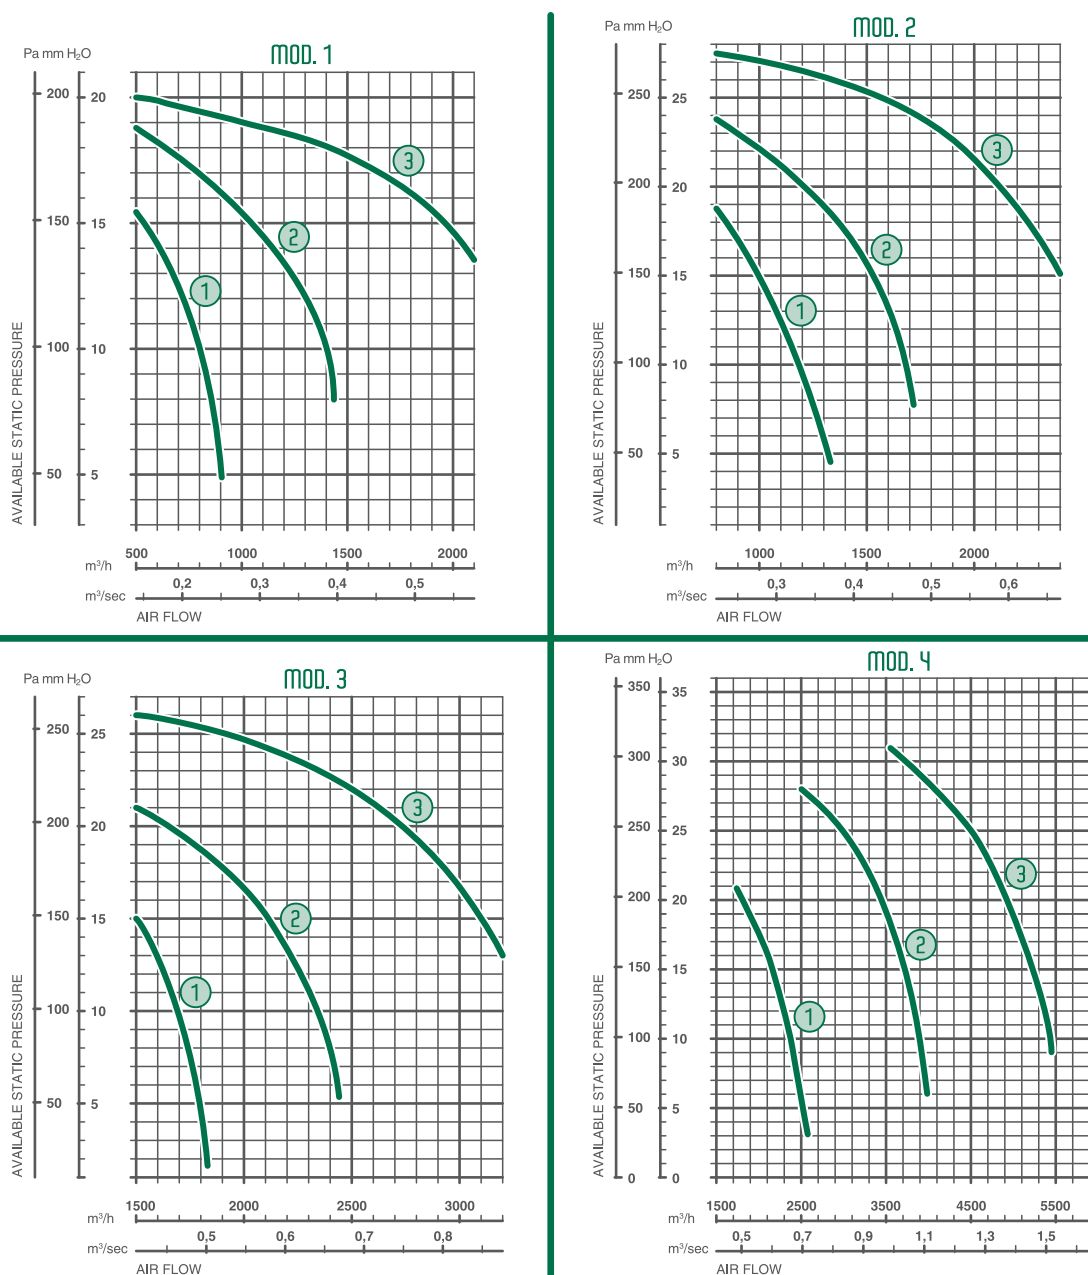 MOD. 1
Pa mm H₂O
200
150
100
50
20
15
10
5
AVAILABLE STATIC PRESSURE
3
2
1
500 1000 1500 2000
m³/h
0,2 0,3 0,4 0,5
m³/sec
AIR FLOW
MOD. 2
Pa mm H₂O
250
200
150
100
50
25
20
15
10
5
AVAILABLE STATIC PRESSURE
3
2
1
1000 1500 2000
m³/h
0,3 0,4 0,5 0,6
m³/sec
AIR FLOW
MOD. 3
Pa mm H₂O
250
200
150
100
50
25
20
15
10
5
AVAILABLE STATIC PRESSURE
3
2
1
1500 2000 2500 3000
m³/h
0,5 0,6 0,7 0,8
m³/sec
AIR FLOW
MOD. 4
Pa mm H₂O
350
300
250
200
150
100
50
0
35
30
25
20
15
10
5
0
AVAILABLE STATIC PRESSURE
3
2
1
1500 2500 3500 4500 5500
m³/h
0,5 0,7 0,9 1,1 1,3 1,5
m³/sec
AIR FLOW